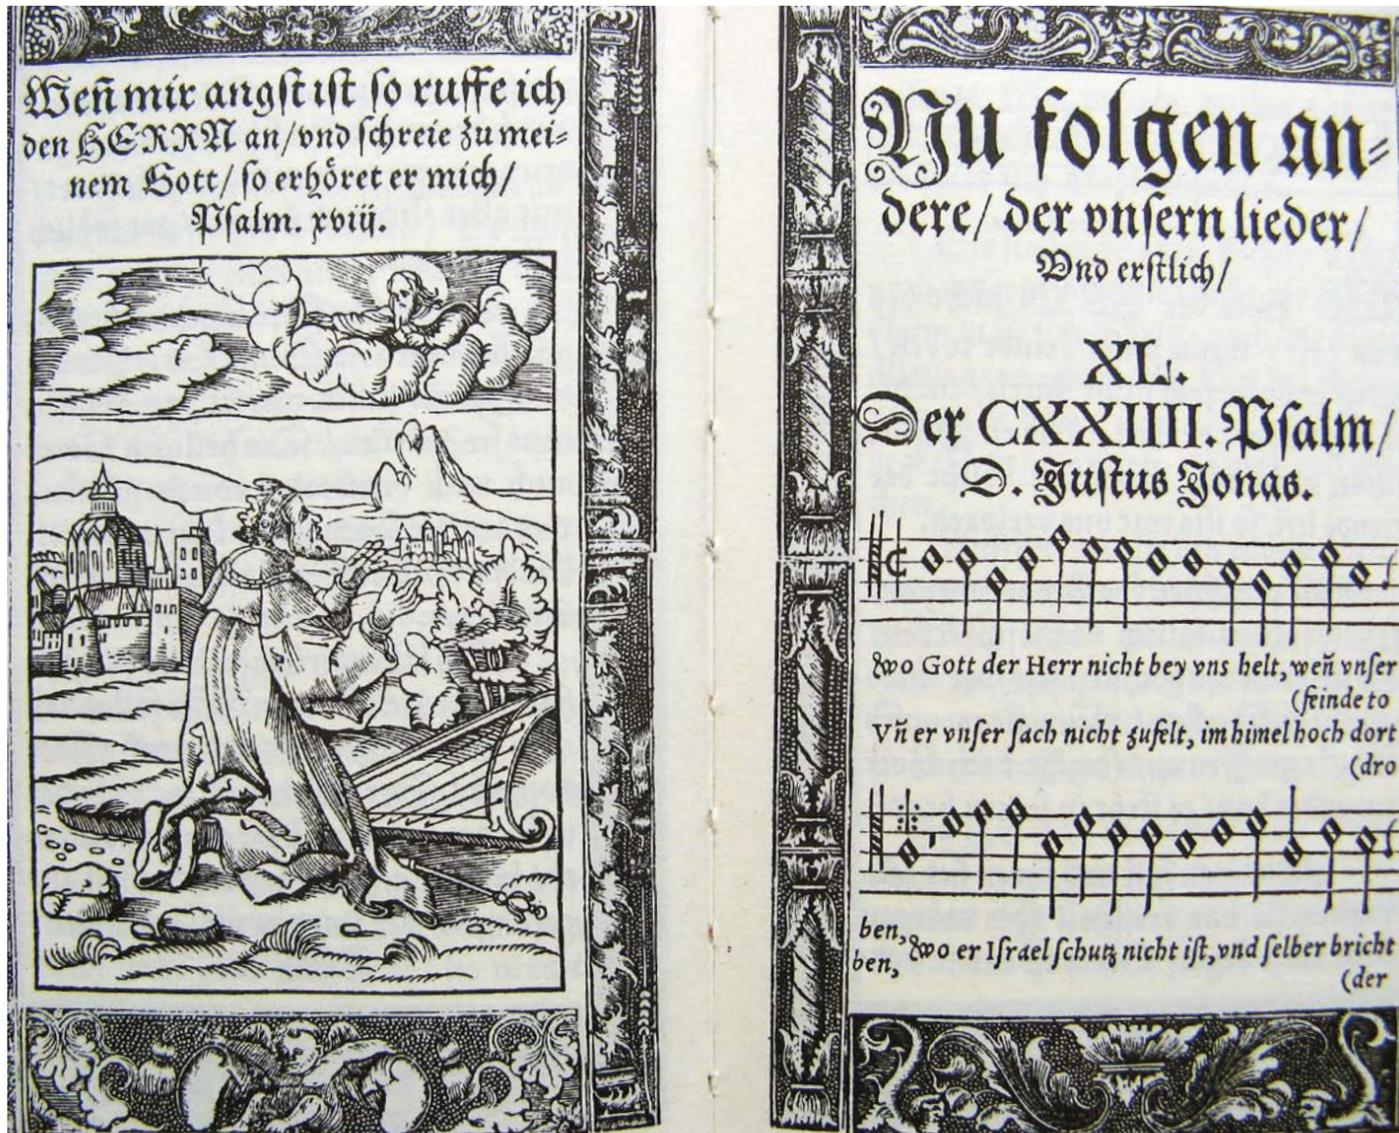 Weñ mir angst ist so ruffe ich
den HERRN an/vnd schreie zu mei=
nem Gott/so erhöret er mich/
Psalm. xviij.
Nu folgen an=
dere/der vnsern lieder/
Vnd erstlich/
XL.
Der CXXIIII. Psalm/
D. Justus Jonas.
Wo Gott der Herr nicht bey vns helt, weñ vnser
(feinde to
Vñ er vnser sach nicht zufelt, im himel hoch dort
(dro
ben,
ben,
Wo er Israel schutz nicht ist, vnd selber bricht
(der